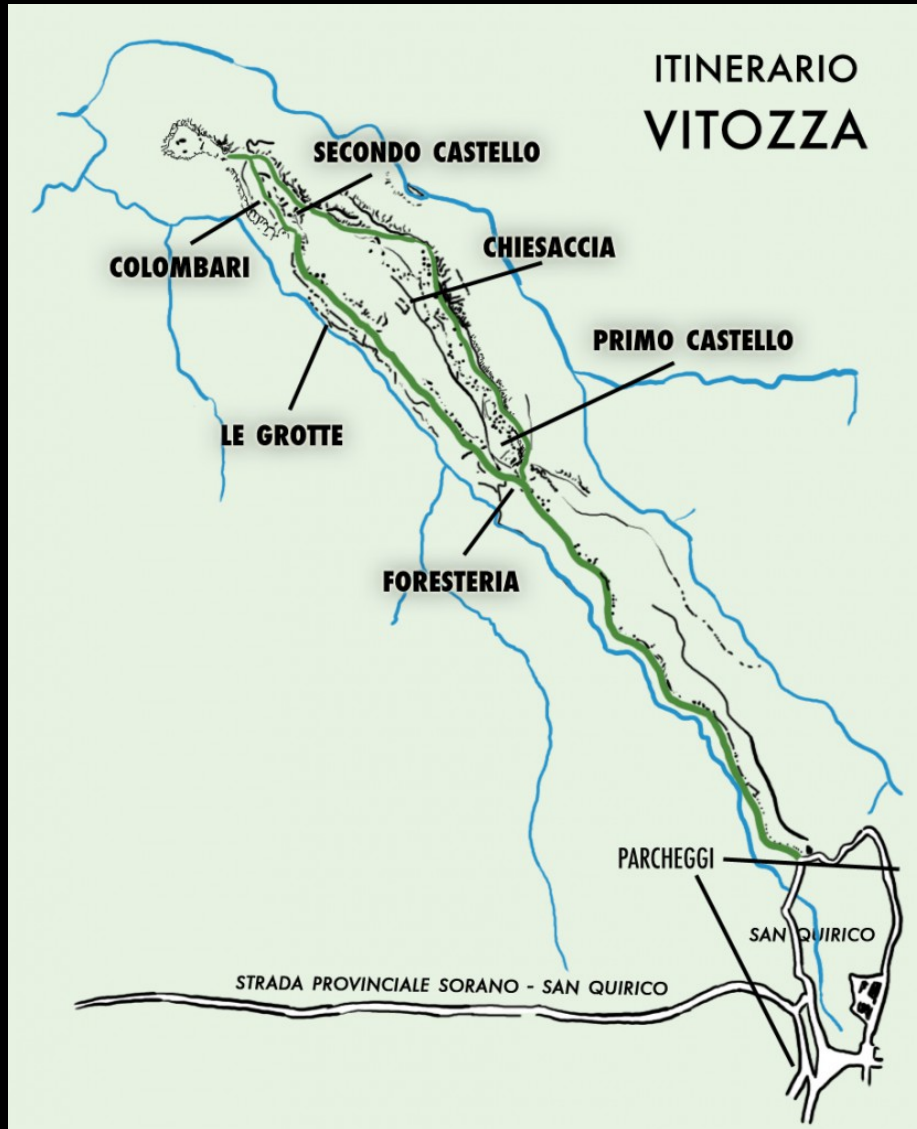 ITINERARIO
VITOZZA
SECONDO CASTELLO
CHIESACCIA
COLOMBARI
PRIMO CASTELLO
LE GROTTE
FORESTERIA
PARCHEGGI
SAN QUIRICO
STRADA PROVINCIALE SORANO - SAN QUIRICO